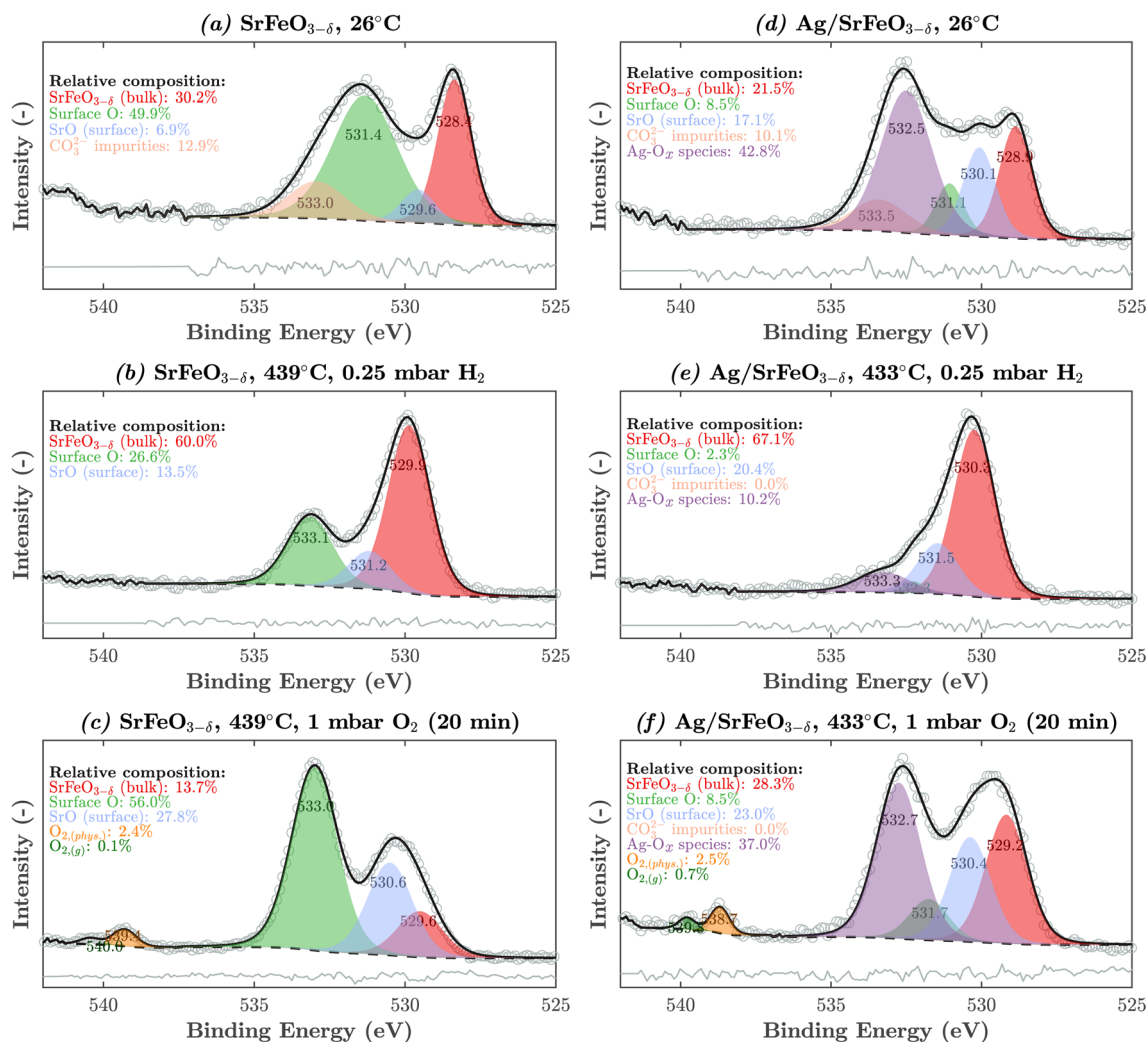 (a) SrFeO₃₋δ, 26°C
Relative composition:
SrFeO₃₋δ (bulk): 30.2%
Surface O: 49.9%
SrO (surface): 6.9%
CO₃²⁻ impurities: 12.9%
528.4
531.4
529.6
533.0
Intensity (-)
540 535 530 525
Binding Energy (eV)
(d) Ag/SrFeO₃₋δ, 26°C
Relative composition:
SrFeO₃₋δ (bulk): 21.5%
Surface O: 8.5%
SrO (surface): 17.1%
CO₃²⁻ impurities: 10.1%
Ag-Oₓ species: 42.8%
532.5
528.9
530.1
531.1
533.5
Intensity (-)
540 535 530 525
Binding Energy (eV)
(b) SrFeO₃₋δ, 439°C, 0.25 mbar H₂
Relative composition:
SrFeO₃₋δ (bulk): 60.0%
Surface O: 26.6%
SrO (surface): 13.5%
529.9
533.1
531.2
Intensity (-)
540 535 530 525
Binding Energy (eV)
(e) Ag/SrFeO₃₋δ, 433°C, 0.25 mbar H₂
Relative composition:
SrFeO₃₋δ (bulk): 67.1%
Surface O: 2.3%
SrO (surface): 20.4%
CO₃²⁻ impurities: 0.0%
Ag-Oₓ species: 10.2%
531.5
533.3
Intensity (-)
540 535 530 525
Binding Energy (eV)
(c) SrFeO₃₋δ, 439°C, 1 mbar O₂ (20 min)
Relative composition:
SrFeO₃₋δ (bulk): 13.7%
Surface O: 56.0%
SrO (surface): 27.8%
O₂,(phys.): 2.4%
O₂,(g): 0.1%
533.0
530.6
529.6
540.0
Intensity (-)
540 535 530 525
Binding Energy (eV)
(f) Ag/SrFeO₃₋δ, 433°C, 1 mbar O₂ (20 min)
Relative composition:
SrFeO₃₋δ (bulk): 28.3%
Surface O: 8.5%
SrO (surface): 23.0%
CO₃²⁻ impurities: 0.0%
Ag-Oₓ species: 37.0%
O₂,(phys.): 2.5%
O₂,(g): 0.7%
532.7
529.2
530.4
531.7
538.7
539.8
Intensity (-)
540 535 530 525
Binding Energy (eV)